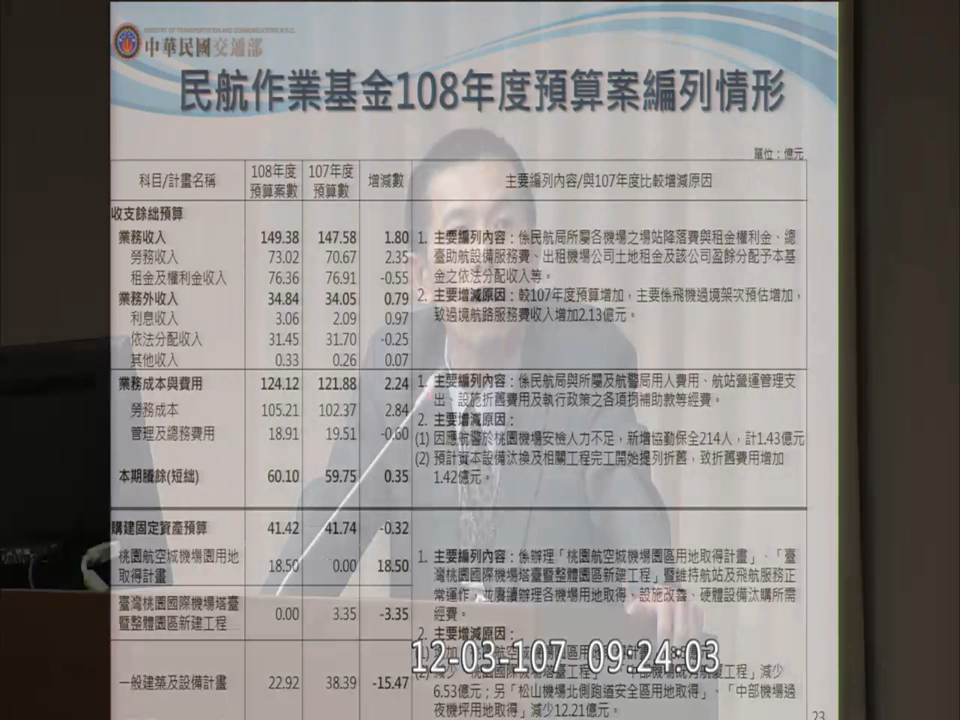 MINISTRY OF TRANSPORTATION AND COMMUNICATIONS R.O.C.
中華民國交通部
民航作業基金108年度預算案編列情形
單位：億元
科目/計畫名稱 108年度預算案數 107年度預算數 增減數 主要編列內容/與107年度比較增減原因
收支餘絀預算
業務收入 149.38 147.58 1.80
勞務收入 73.02 70.67 2.35
租金及權利金收入 76.36 76.91 -0.55
業務外收入 34.84 34.05 0.79
利息收入 3.06 2.09 0.97
依法分配收入 31.45 31.70 -0.25
其他收入 0.33 0.26 0.07
1. 主要編列內容：係民航局所屬各機場之場站降落費與租金權利金、總
臺助航設備服務費、出租機場公司土地租金及該公司盈餘分配予本基
金之依法分配收入等。
2. 主要增減原因：較107年度預算增加，主要係飛機過境架次預估增加，
致過境航路服務費收入增加2.13億元。
業務成本與費用 124.12 121.88 2.24
勞務成本 105.21 102.37 2.84
管理及總務費用 18.91 19.51 -0.60
本期賸餘(短絀) 60.10 59.75 0.35
1. 主要編列內容：係民航局與所屬及航警局用人費用、航站營運管理支
出、設施折舊費用及執行政策之各項捐補助款等經費。
2. 主要增減原因：
(1) 因應航警於桃園機場安檢人力不足，新增協勤保全214人，計1.43億元
(2) 預計資本設備汰換及相關工程完工開始提列折舊，致折舊費用增加
1.42億元。
購建固定資產預算 41.42 41.74 -0.32
桃園航空城機場園用地
取得計畫 18.50 0.00 18.50
臺灣桃園國際機場塔臺
暨整體園區新建工程 0.00 3.35 -3.35
一般建築及設備計畫 22.92 38.39 -15.47
1. 主要編列內容：係辦理「桃園航空城機場園區用地取得計畫」、「臺
灣桃園國際機場塔臺暨整體園區新建工程」暨維持航站及飛航服務正
常運作，並賡續辦理各機場用地取得、設施改善、硬體設備汰購所需
經費。
2. 主要增減原因：
12-03-107 09:24:03
6.53億元；另「松山機場北側跑道安全區用地取得」、「中部機場過
夜機坪用地取得」減少12.21億元。
23